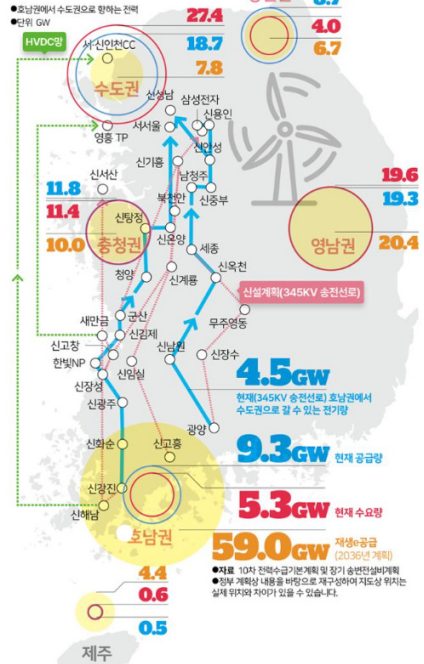 ●호남권에서 수도권으로 향하는 전력
●단위 GW
HVDC망
서·신인천CC
수도권
27.4
18.7
7.8
4.0
6.7
영흥 TP
신성남
삼성전자
신용인
서서울
신안성
신기흥
남청주
신중부
북천안
신서산
11.8
11.4
10.0
신탕정
충청권
신온양
세종
청양
신계룡
신옥천
19.6
19.3
20.4
영남권
신설계획(345KV 송전선로)
무주영동
새만금
군산
신김제
신고창
한빛NP
신남원
신장수
신임실
신장성
신광주
광양
4.5GW
현재(345KV 송전선로) 호남권에서
수도권으로 갈 수 있는 전기량
신화순
신고흥
9.3GW 현재 공급량
신강진
신해남
호남권
5.3GW 현재 수요량
59.0GW 재생e공급
(2036년 계획)
●자료 10차 전력수급기본계획 및 장기 송변전설비계획
●정부 계획상 내용을 바탕으로 재구성하여 지도상 위치는
실제 위치와 차이가 있을 수 있습니다.
4.4
0.6
0.5
제주